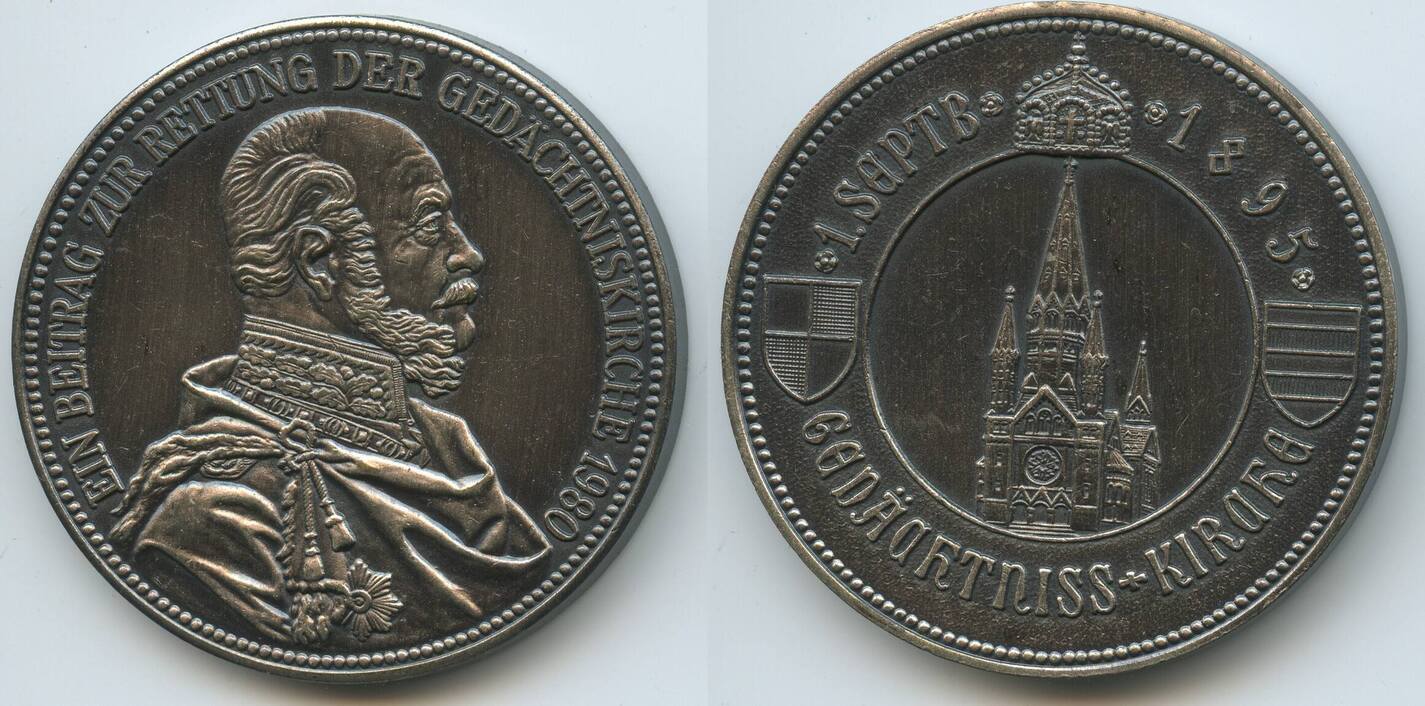 EIN BEITRAG ZUR RETTUNG DER GEDÄCHTNISKIRCHE 1980
1. SEPTB 1895
GEDÄCHTNISS + KIRCHE